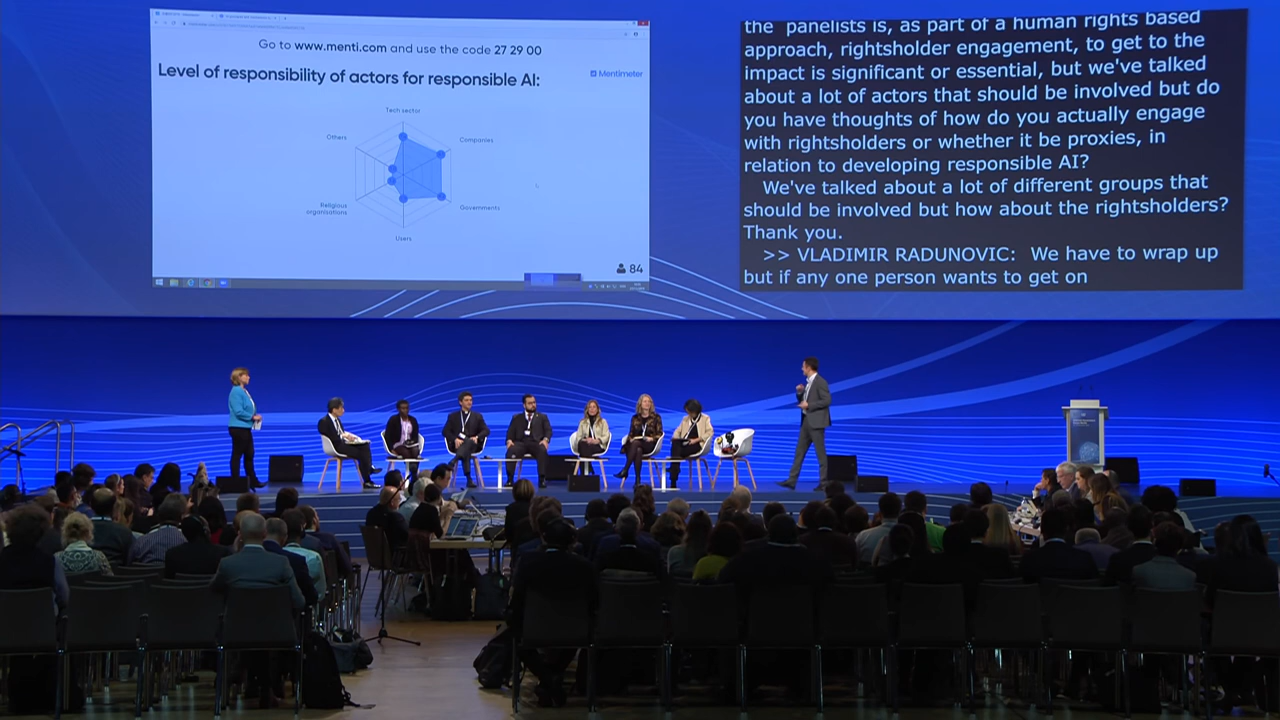 Go to www.menti.com and use the code 27 29 00
Level of responsibility of actors for responsible AI:
Mentimeter
Tech sector
Others
Companies
Religious
organisations
Governments
Users
84
the panelists is, as part of a human rights based
approach, rightsholder engagement, to get to the
impact is significant or essential, but we've talked
about a lot of actors that should be involved but do
you have thoughts of how do you actually engage
with rightsholders or whether it be proxies, in
relation to developing responsible AI?
We've talked about a lot of different groups that
should be involved but how about the rightsholders?
Thank you.
>> VLADIMIR RADUNOVIC: We have to wrap up
but if any one person wants to get on